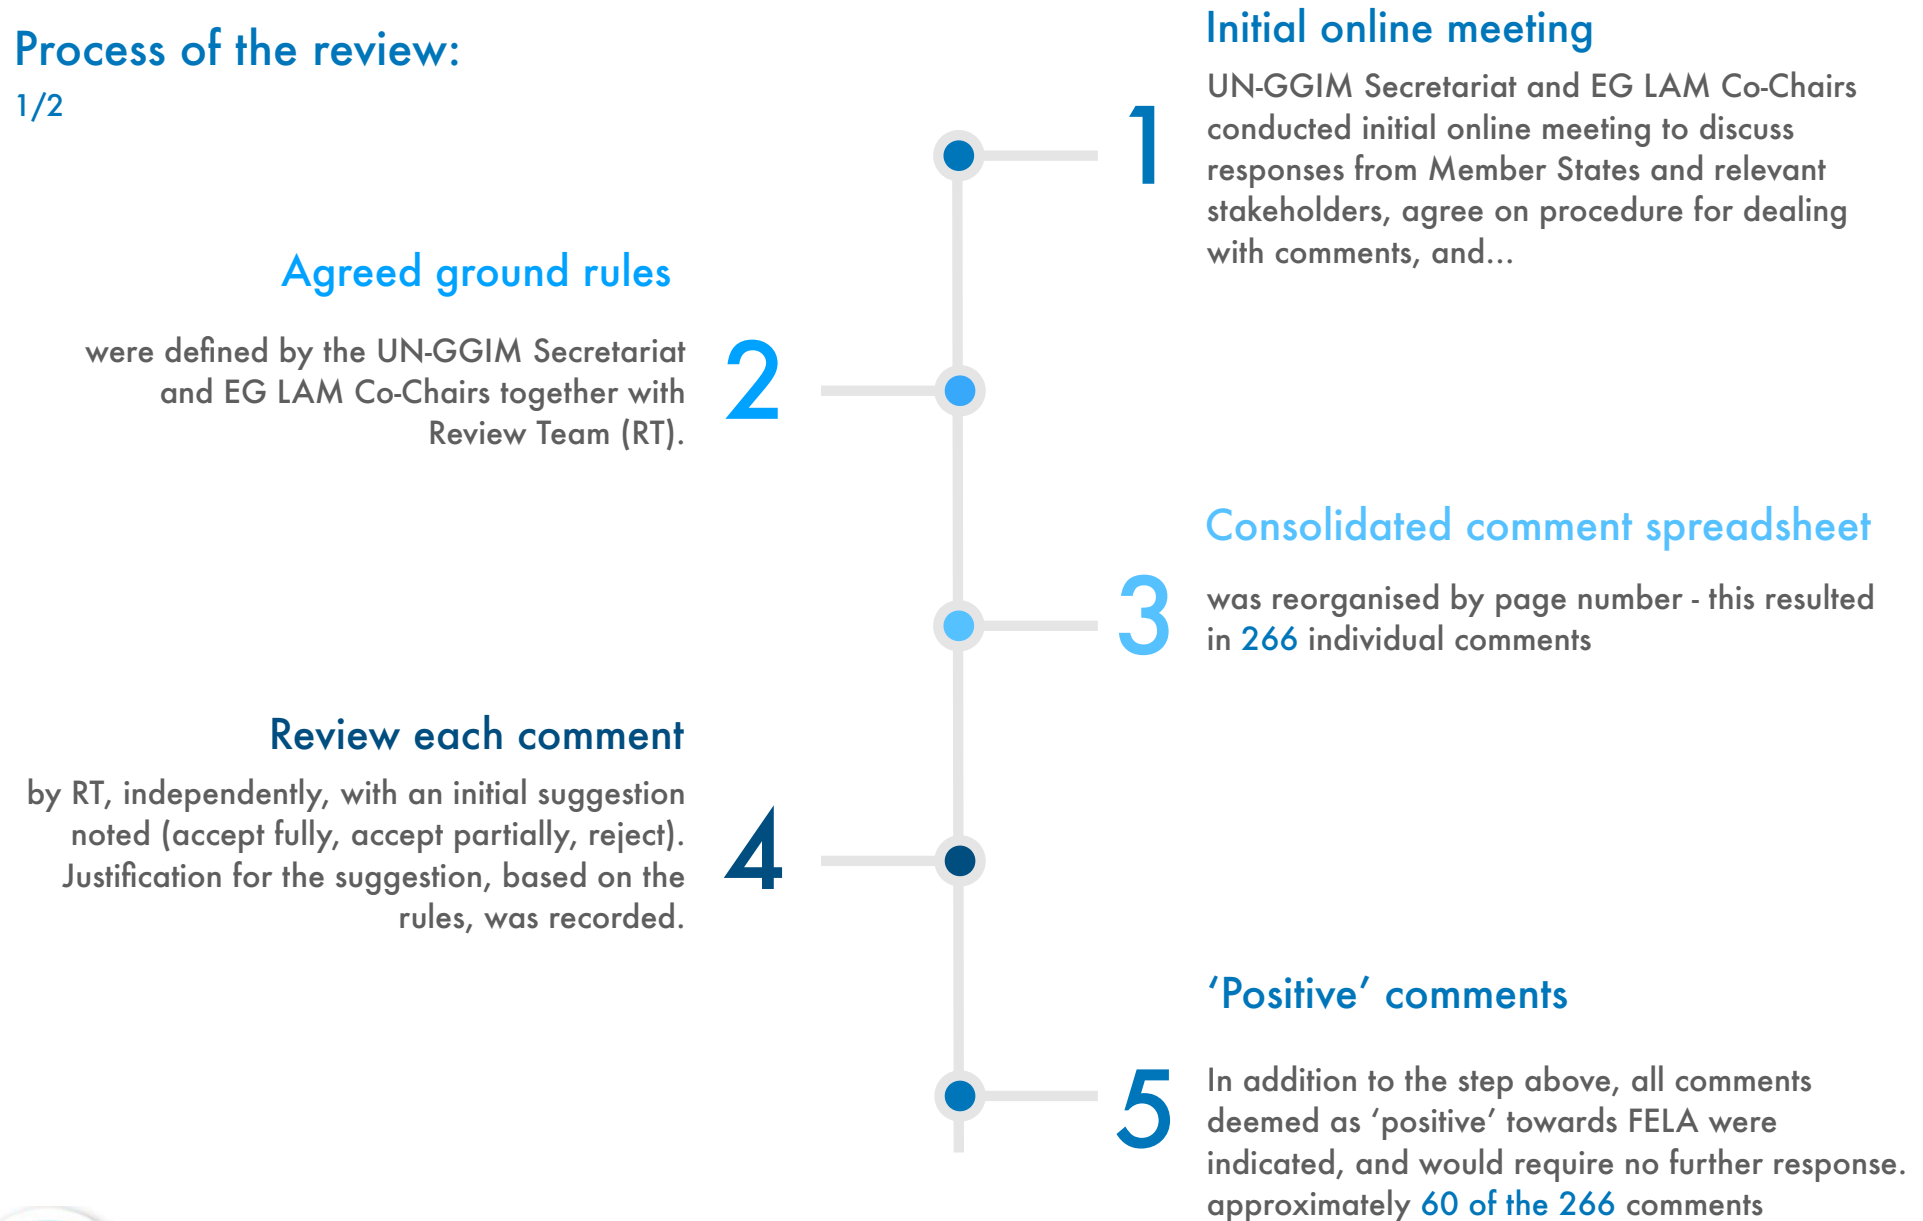 Process of the review:
1/2
Initial online meeting
1
UN-GGIM Secretariat and EG LAM Co-Chairs
conducted initial online meeting to discuss
responses from Member States and relevant
stakeholders, agree on procedure for dealing
with comments, and...
Agreed ground rules
were defined by the UN-GGIM Secretariat
and EG LAM Co-Chairs together with
Review Team (RT).
2
Consolidated comment spreadsheet
3
was reorganised by page number - this resulted
in 266 individual comments
Review each comment
by RT, independently, with an initial suggestion
noted (accept fully, accept partially, reject).
Justification for the suggestion, based on the
rules, was recorded.
4
‘Positive’ comments
5
In addition to the step above, all comments
deemed as ‘positive’ towards FELA were
indicated, and would require no further response.
approximately 60 of the 266 comments